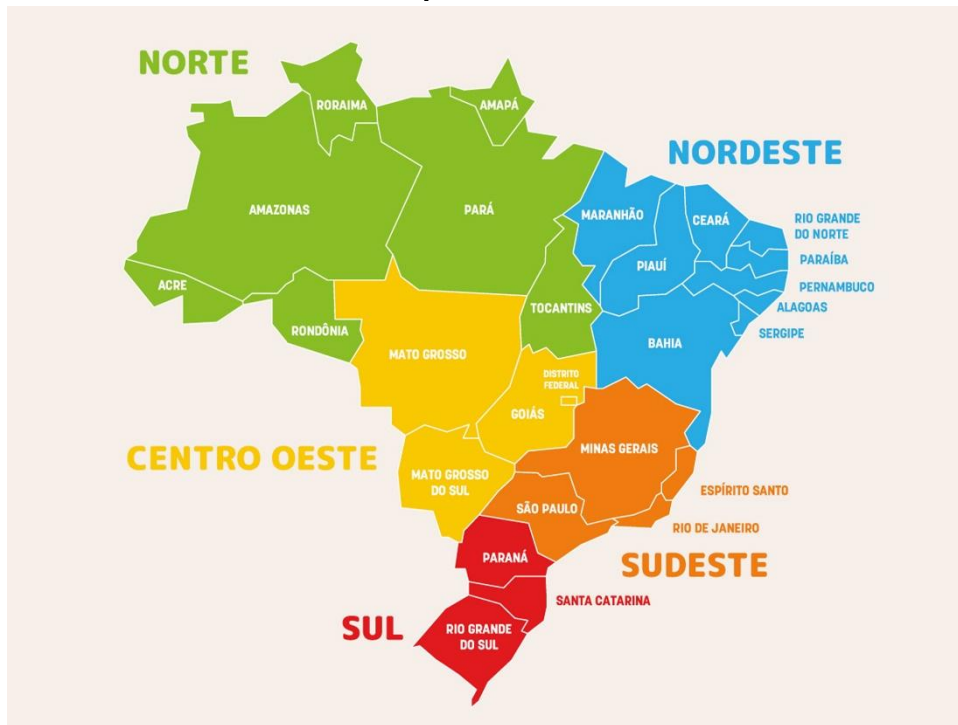 NORTE
RORAIMA
AMAPÁ
NORDESTE
AMAZONAS
PARÁ
MARANHÃO
CEARÁ
RIO GRANDE
DO NORTE
PIAUÍ
PARAÍBA
ACRE
PERNAMBUCO
TOCANTINS
ALAGOAS
RONDÔNIA
SERGIPE
MATO GROSSO
BAHIA
DISTRITO
FEDERAL
GOIÁS
CENTRO OESTE
MINAS GERAIS
MATO GROSSO
DO SUL
ESPÍRITO SANTO
SÃO PAULO
RIO DE JANEIRO
PARANÁ
SUDESTE
SANTA CATARINA
SUL
RIO GRANDE
DO SUL